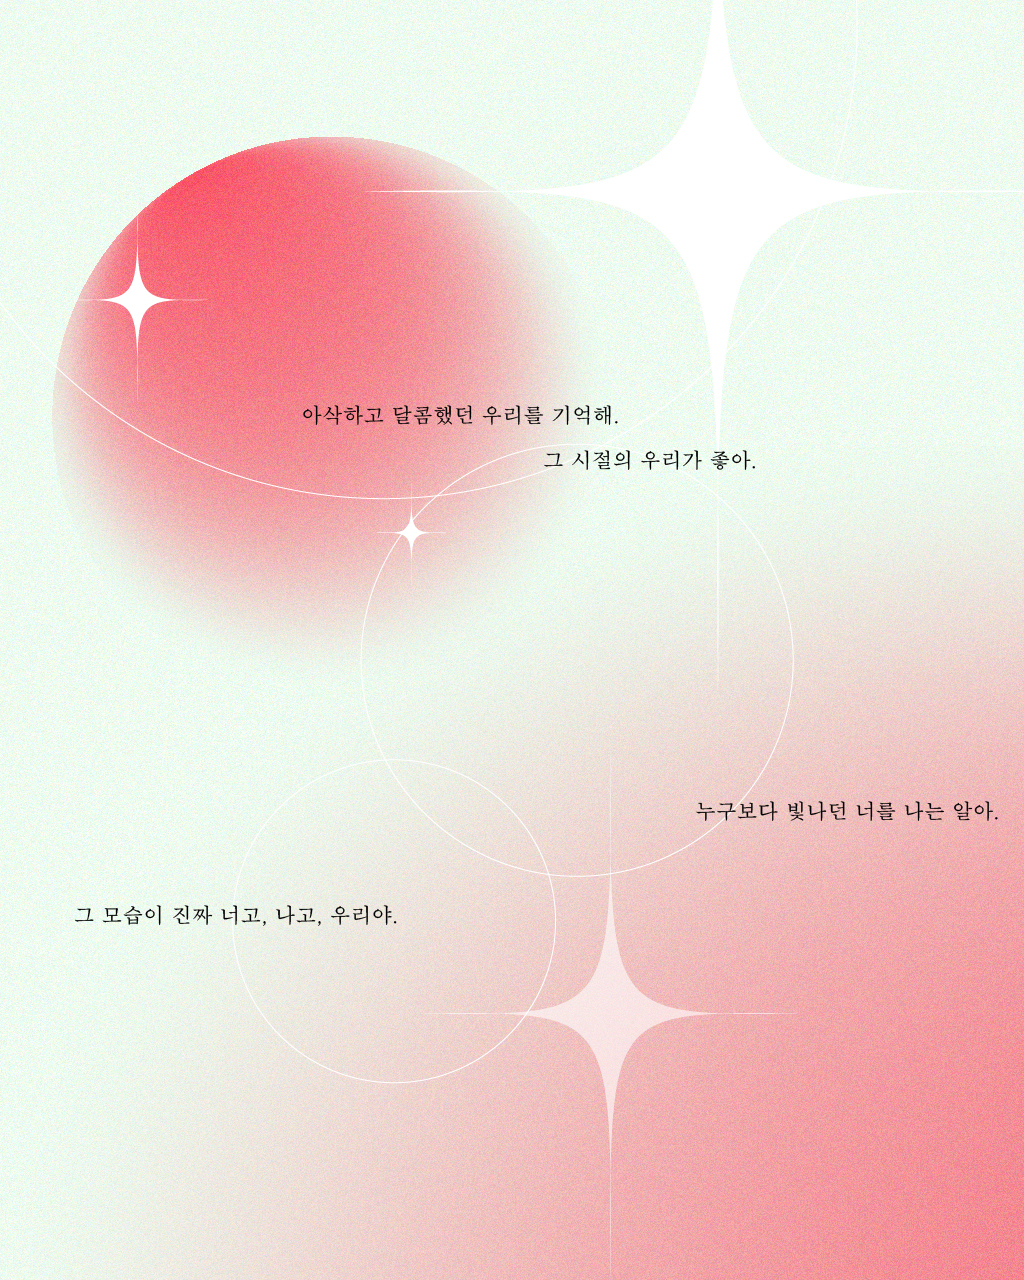 아삭하고 달콤했던 우리를 기억해.
그 시절의 우리가 좋아.
누구보다 빛나던 너를 나는 알아.
그 모습이 진짜 너고, 나고, 우리야.